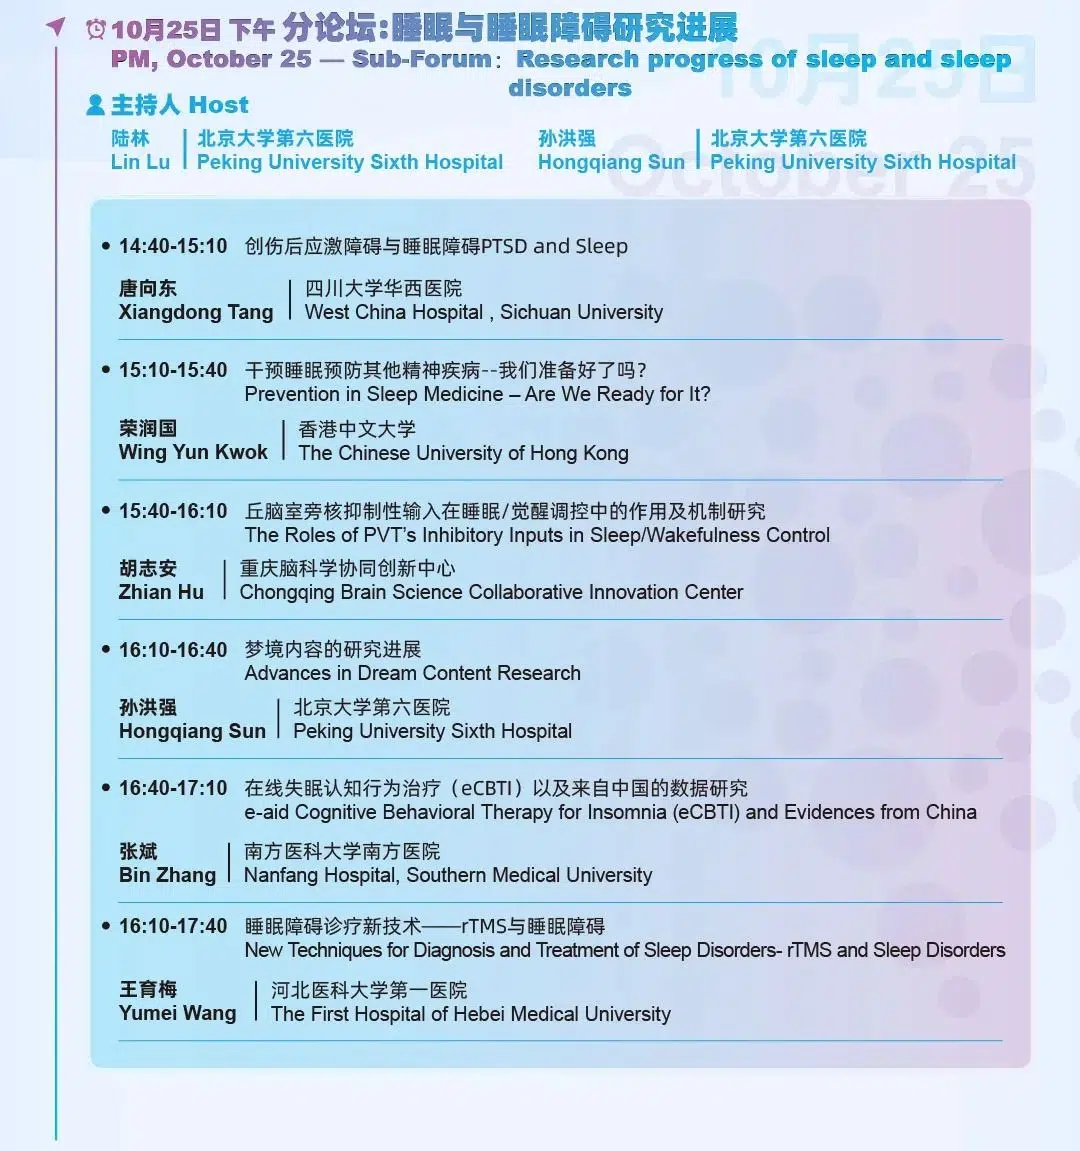 10月25日 下午 分论坛:睡眠与睡眠障碍研究进展
PM, October 25 — Sub-Forum: Research progress of sleep and sleep
disorders
10月25日
October 25
主持人 Host
陆林 北京大学第六医院
Lin Lu Peking University Sixth Hospital
孙洪强 北京大学第六医院
Hongqiang Sun Peking University Sixth Hospital
14:40-15:10 创伤后应激障碍与睡眠障碍PTSD and Sleep
唐向东 四川大学华西医院
Xiangdong Tang West China Hospital , Sichuan University
15:10-15:40 干预睡眠预防其他精神疾病--我们准备好了吗?
Prevention in Sleep Medicine – Are We Ready for It?
荣润国 香港中文大学
Wing Yun Kwok The Chinese University of Hong Kong
15:40-16:10 丘脑室旁核抑制性输入在睡眠/觉醒调控中的作用及机制研究
The Roles of PVT's Inhibitory Inputs in Sleep/Wakefulness Control
胡志安 重庆脑科学协同创新中心
Zhian Hu Chongqing Brain Science Collaborative Innovation Center
16:10-16:40 梦境内容的研究进展
Advances in Dream Content Research
孙洪强 北京大学第六医院
Hongqiang Sun Peking University Sixth Hospital
16:40-17:10 在线失眠认知行为治疗（eCBTI）以及来自中国的数据研究
e-aid Cognitive Behavioral Therapy for Insomnia (eCBTI) and Evidences from China
张斌 南方医科大学南方医院
Bin Zhang Nanfang Hospital, Southern Medical University
16:10-17:40 睡眠障碍诊疗新技术——rTMS与睡眠障碍
New Techniques for Diagnosis and Treatment of Sleep Disorders- rTMS and Sleep Disorders
王育梅 河北医科大学第一医院
Yumei Wang The First Hospital of Hebei Medical University